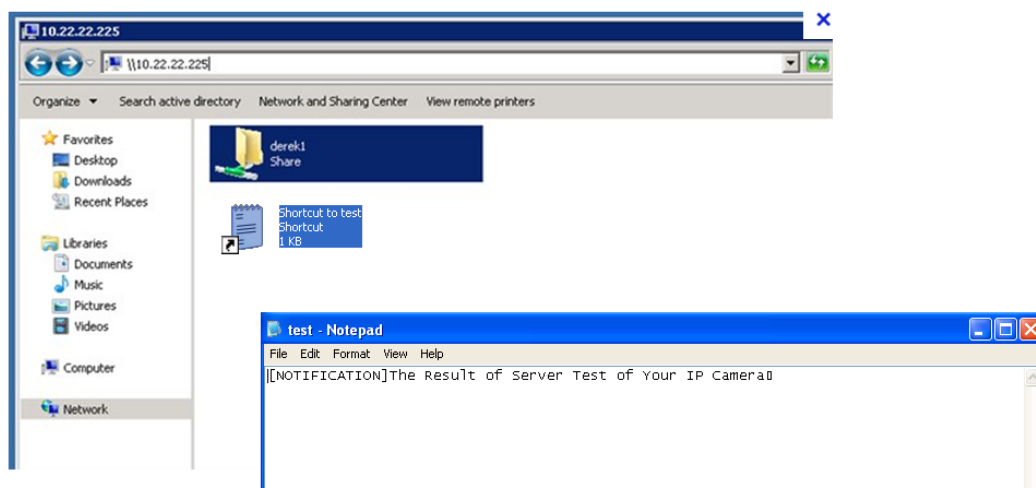 10.22.22.225
\\10.22.22.225
Organize Search active directory Network and Sharing Center View remote printers
Favorites
Desktop
Downloads
Recent Places
Libraries
Documents
Music
Pictures
Videos
Computer
Network
derek1
Share
Shortcut to test
Shortcut
1 KB
test - Notepad
File Edit Format View Help
[NOTIFICATION]The Result of Server Test of Your IP Camera▯